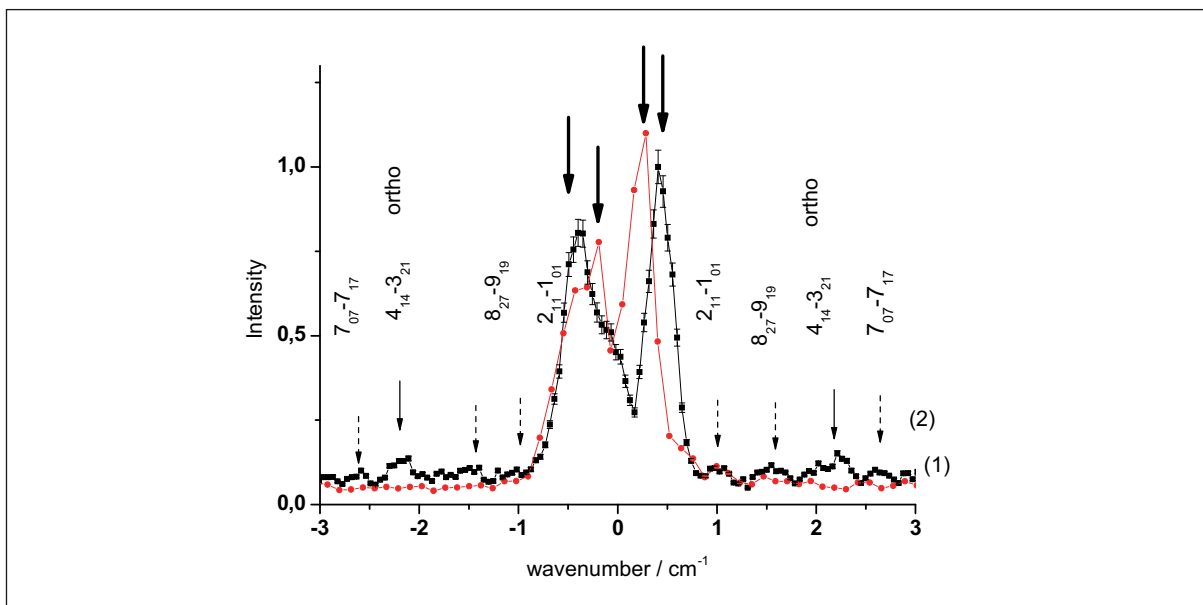 ortho
ortho
7₀₇-7₁₇
4₁₄-3₂₁
8₂₇-9₁₉
2₁₁-1₀₁
2₁₁-1₀₁
8₂₇-9₁₉
4₁₄-3₂₁
7₀₇-7₁₇
Intensity
1,0
0,5
0,0
(2)
(1)
-3 -2 -1 0 1 2 3
wavenumber / cm⁻¹